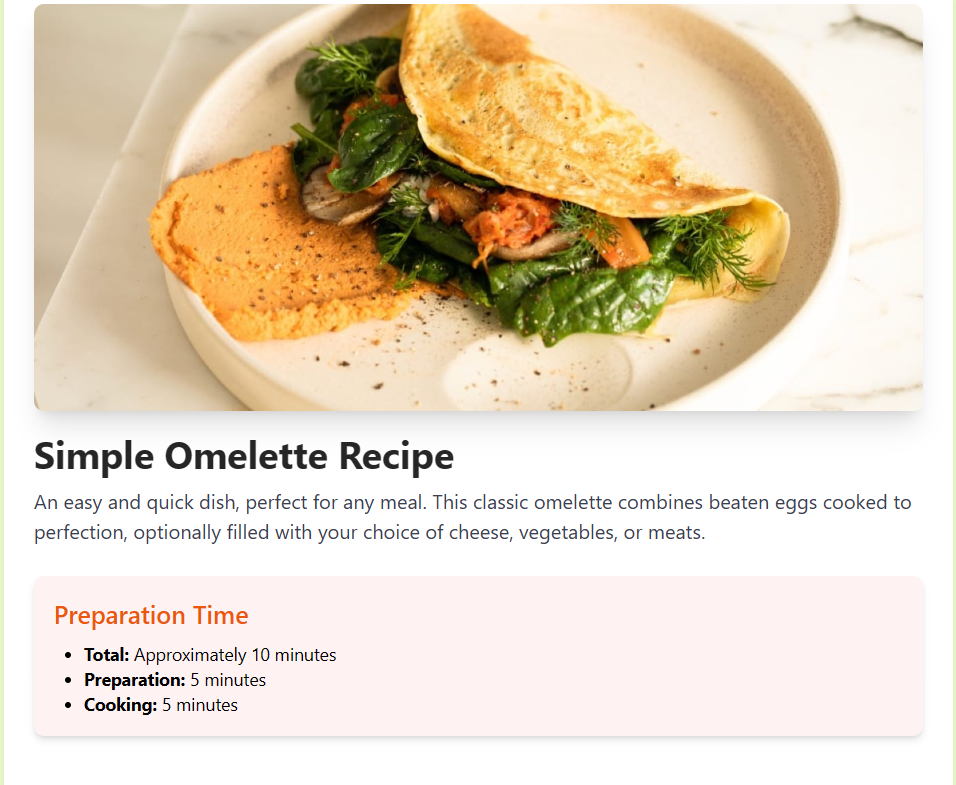 Simple Omelette Recipe
An easy and quick dish, perfect for any meal. This classic omelette combines beaten eggs cooked to
perfection, optionally filled with your choice of cheese, vegetables, or meats.
Preparation Time
• Total: Approximately 10 minutes
• Preparation: 5 minutes
• Cooking: 5 minutes